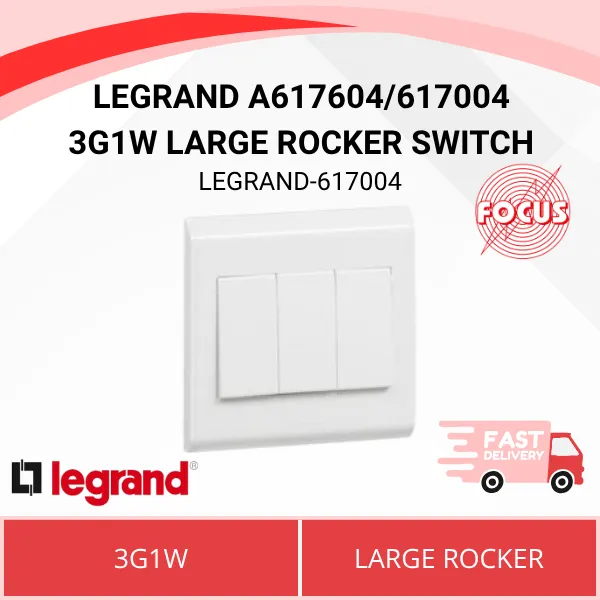 LEGRAND A617604/617004
3G1W LARGE ROCKER SWITCH
LEGRAND-617004
FOCUS
FAST
DELIVERY
legrand®
3G1W
LARGE ROCKER